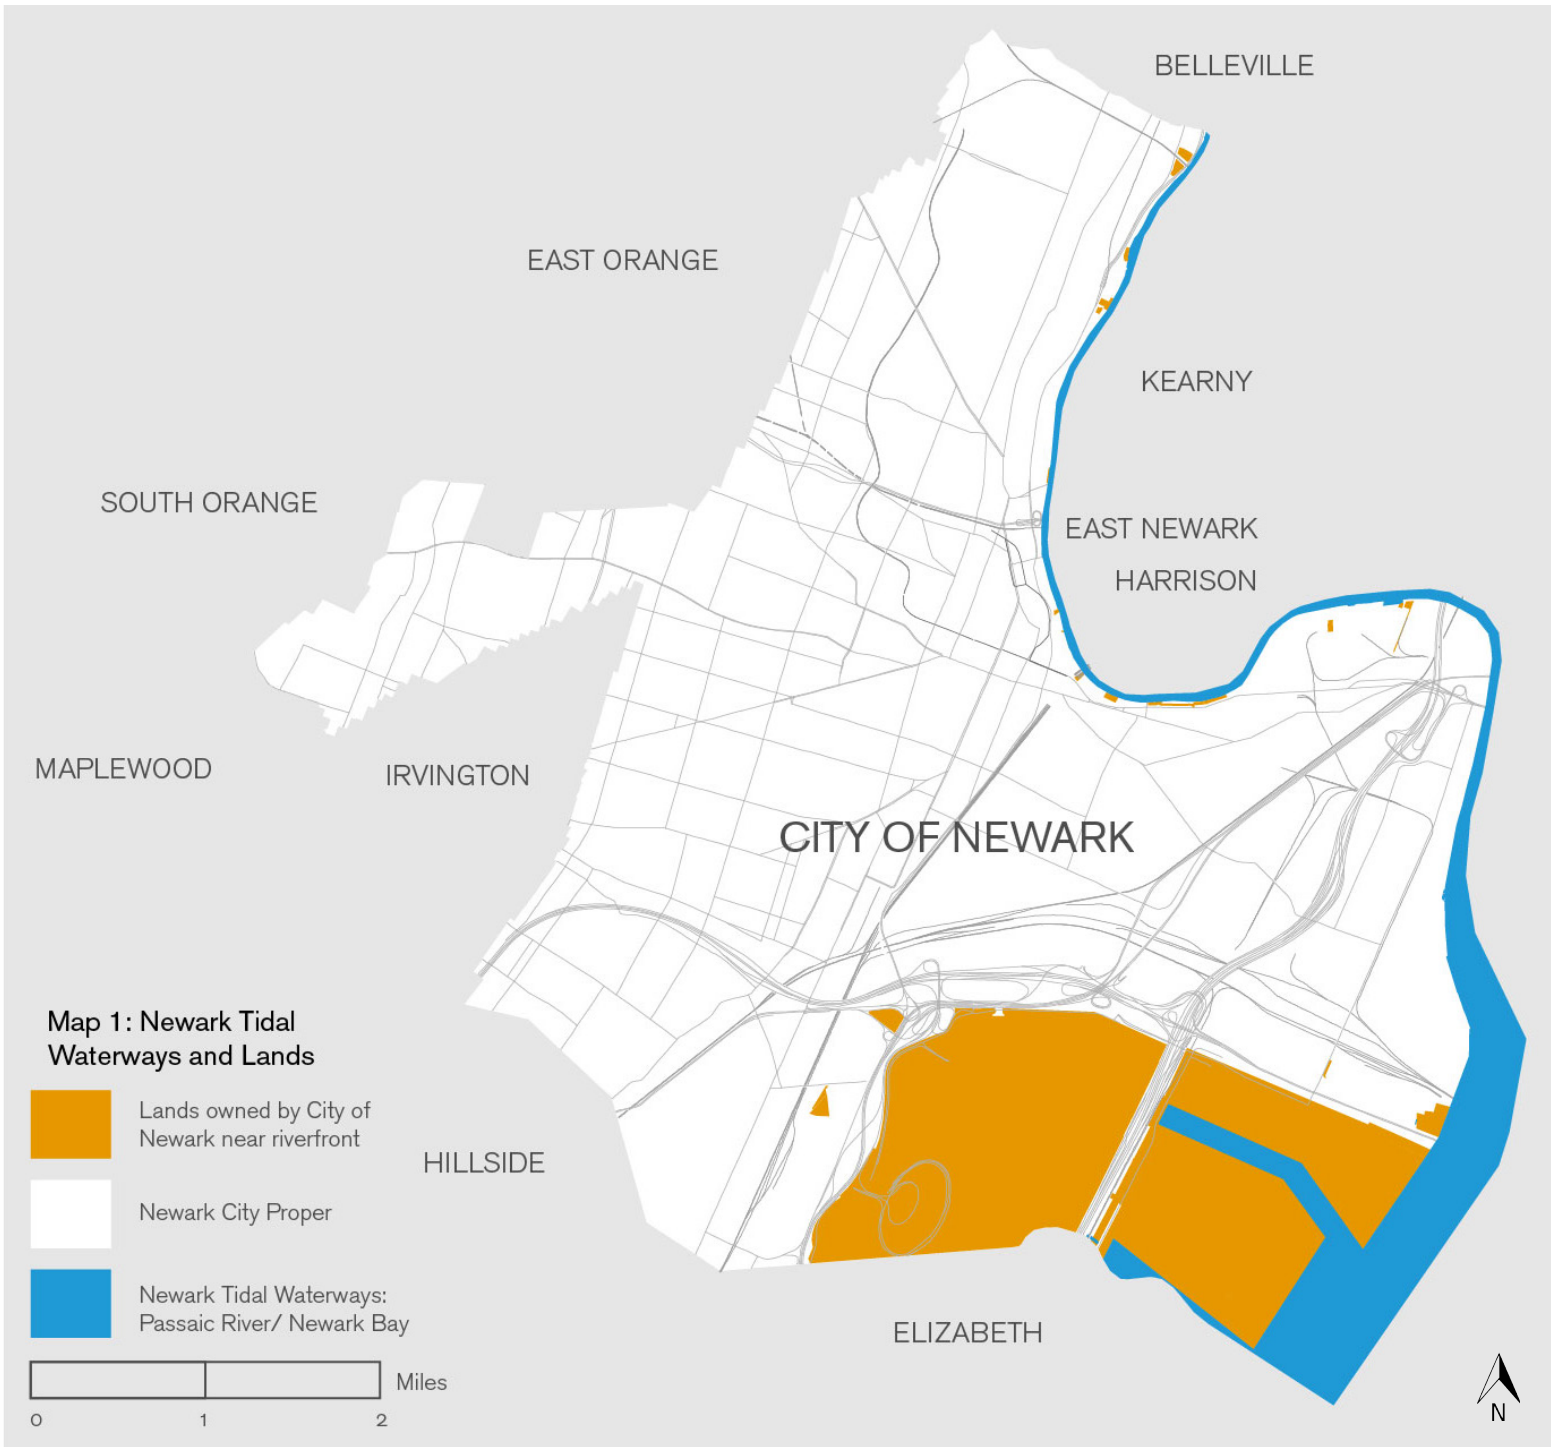 BELLEVILLE
EAST ORANGE
KEARNY
SOUTH ORANGE
EAST NEWARK
HARRISON
MAPLEWOOD
IRVINGTON
CITY OF NEWARK
HILLSIDE
ELIZABETH
Map 1: Newark Tidal
Waterways and Lands
Lands owned by City of
Newark near riverfront
Newark City Proper
Newark Tidal Waterways:
Passaic River/ Newark Bay
Miles
0 1 2
N